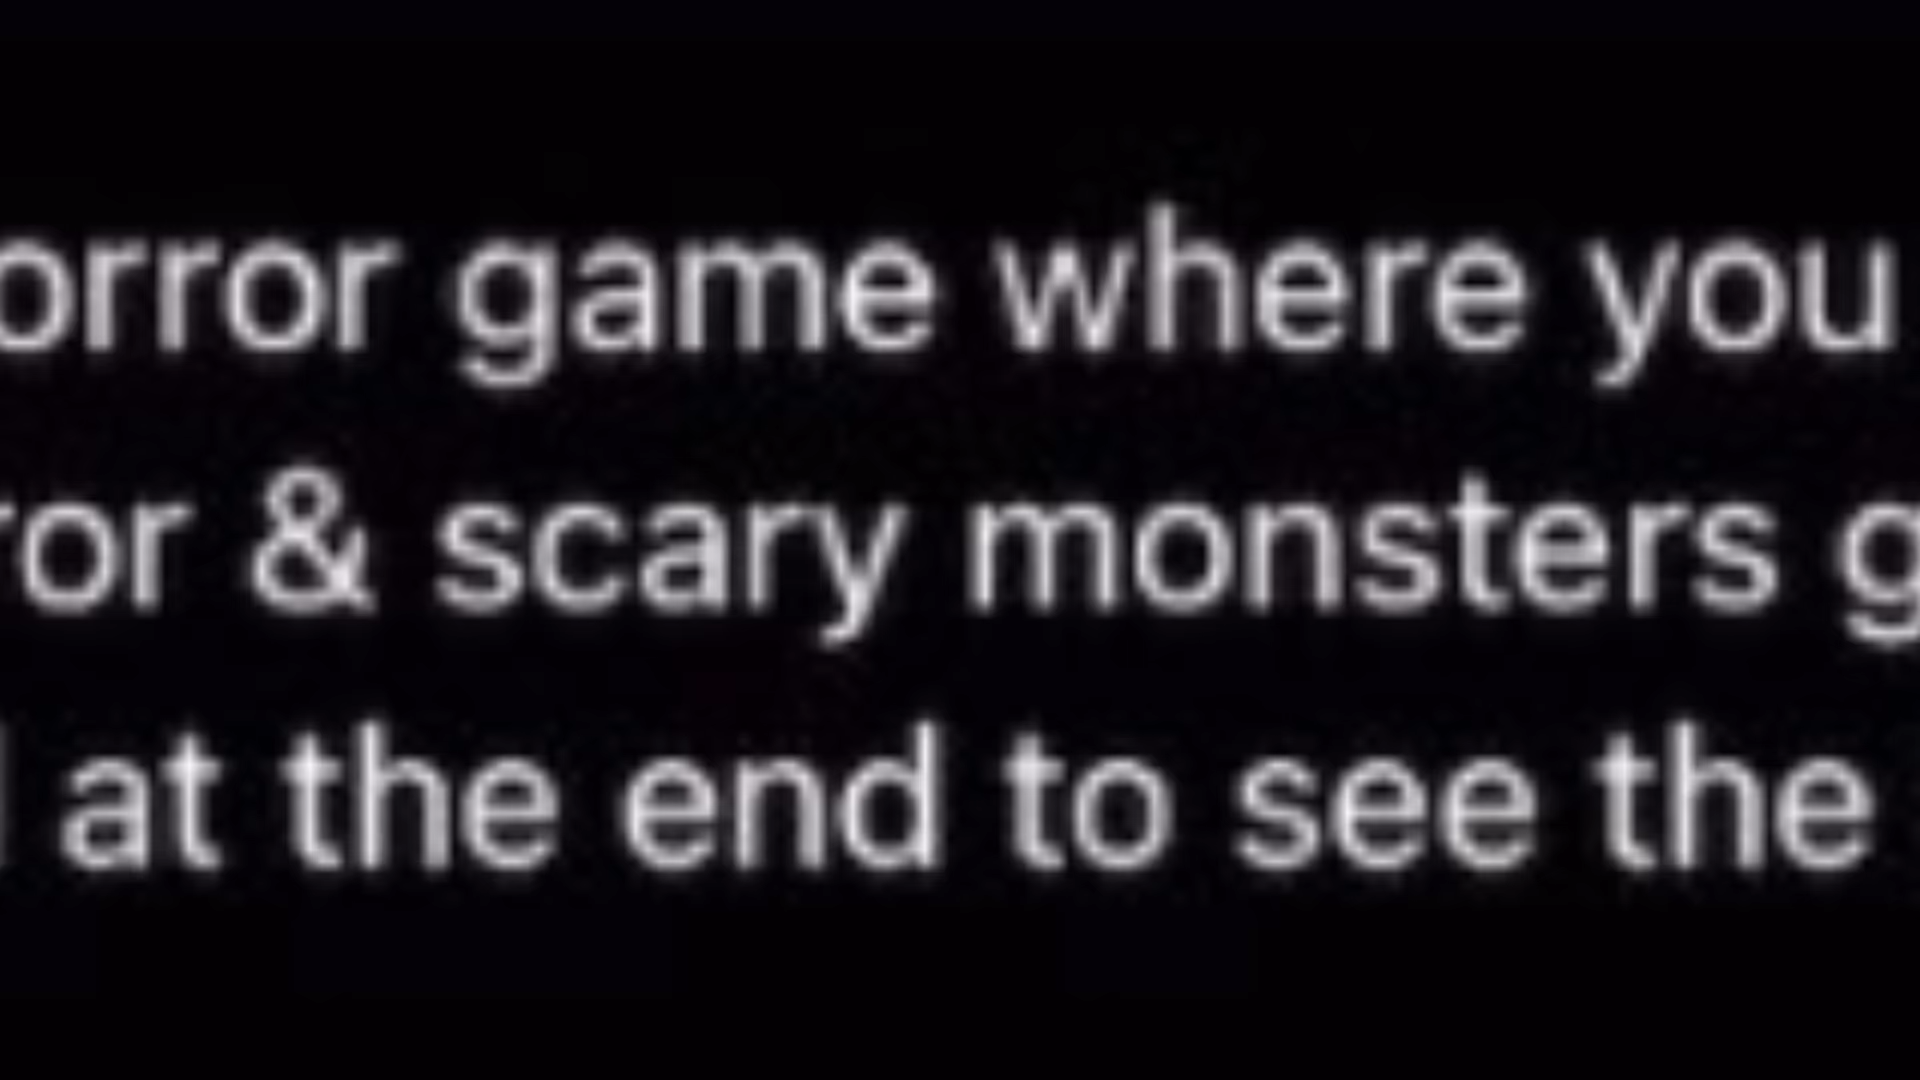 orror game where you
ror & scary monsters g
at the end to see the